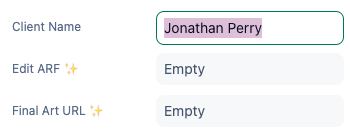 Client Name Jonathan Perry
Edit ARF ✨ Empty
Final Art URL ✨ Empty